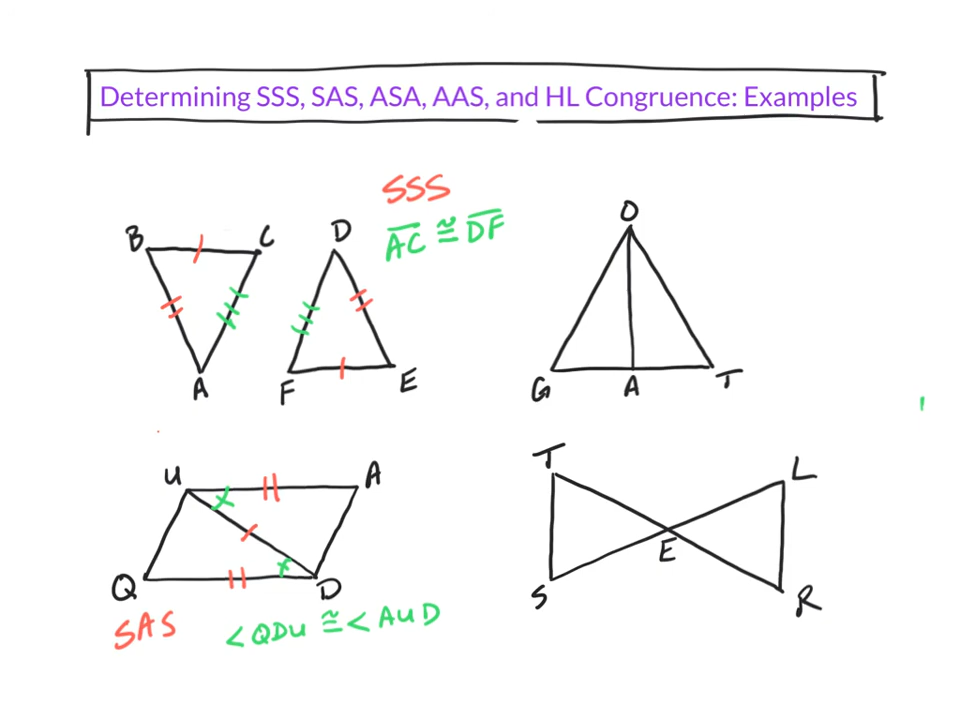 Determining SSS, SAS, ASA, AAS, and HL Congruence: Examples
SSS
AC ≅ DF
B C D
A F E
O
G A T
U A
Q D
SAS <QDU ≅ <AUD
T L
E
S R